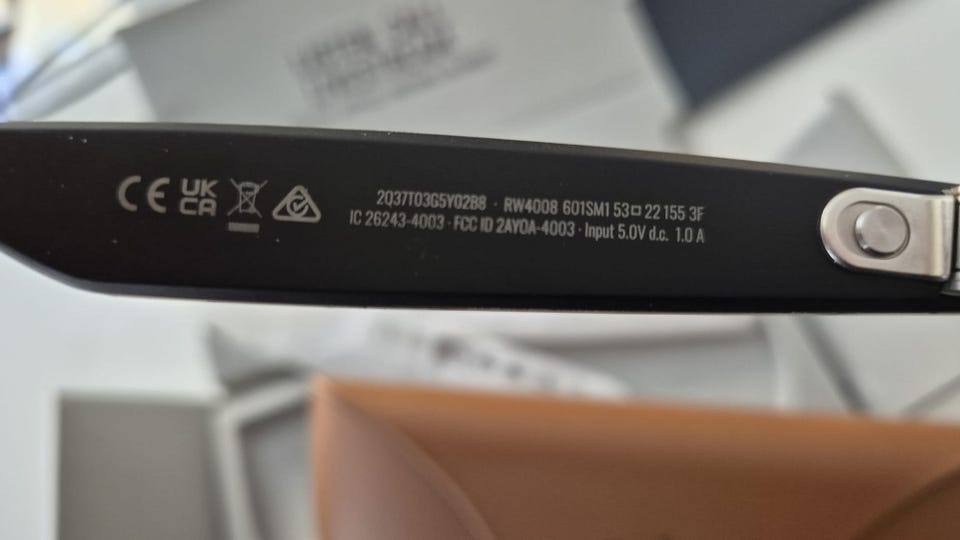 CE UK CA
2Q37T03G5Y02B8 · RW4008 601SM1 53□22 155 3F
IC 26243-4003 · FCC ID 2AYOA-4003 · Input 5.0V d.c. 1.0 A